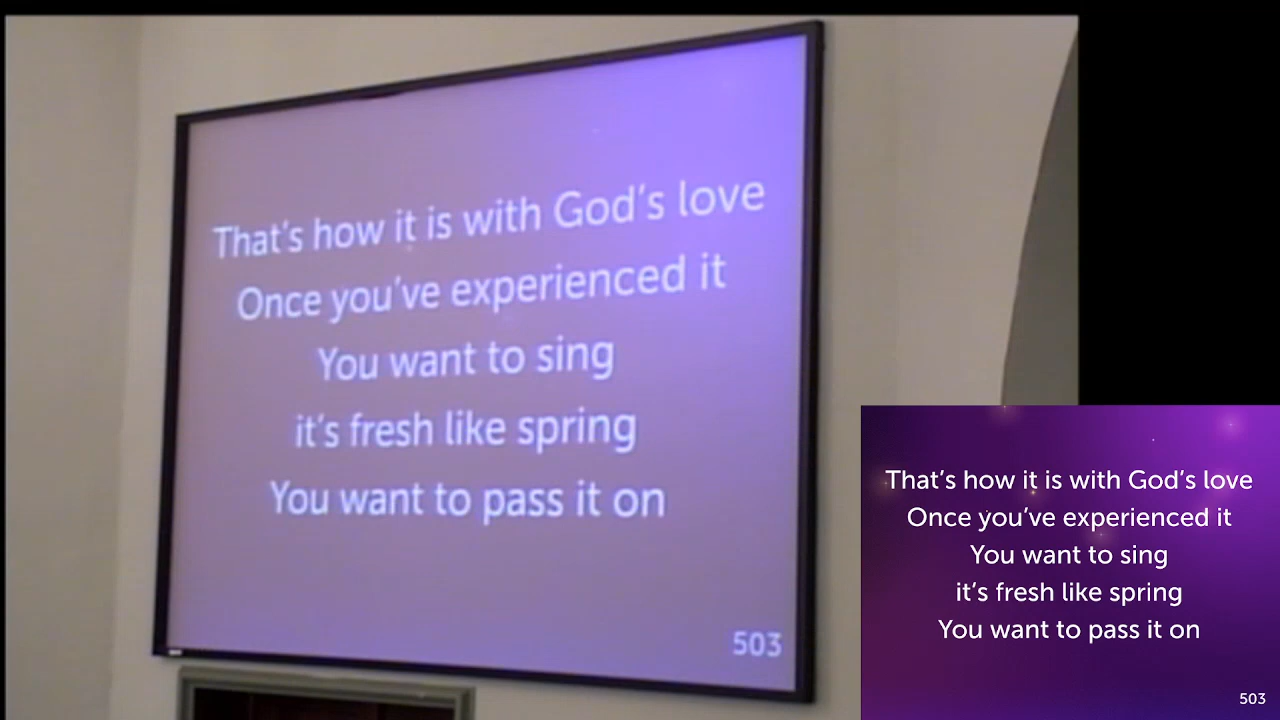 That's how it is with God's love
Once you've experienced it
You want to sing
it's fresh like spring
You want to pass it on
503
That's how it is with God's love
Once you've experienced it
You want to sing
it's fresh like spring
You want to pass it on
503